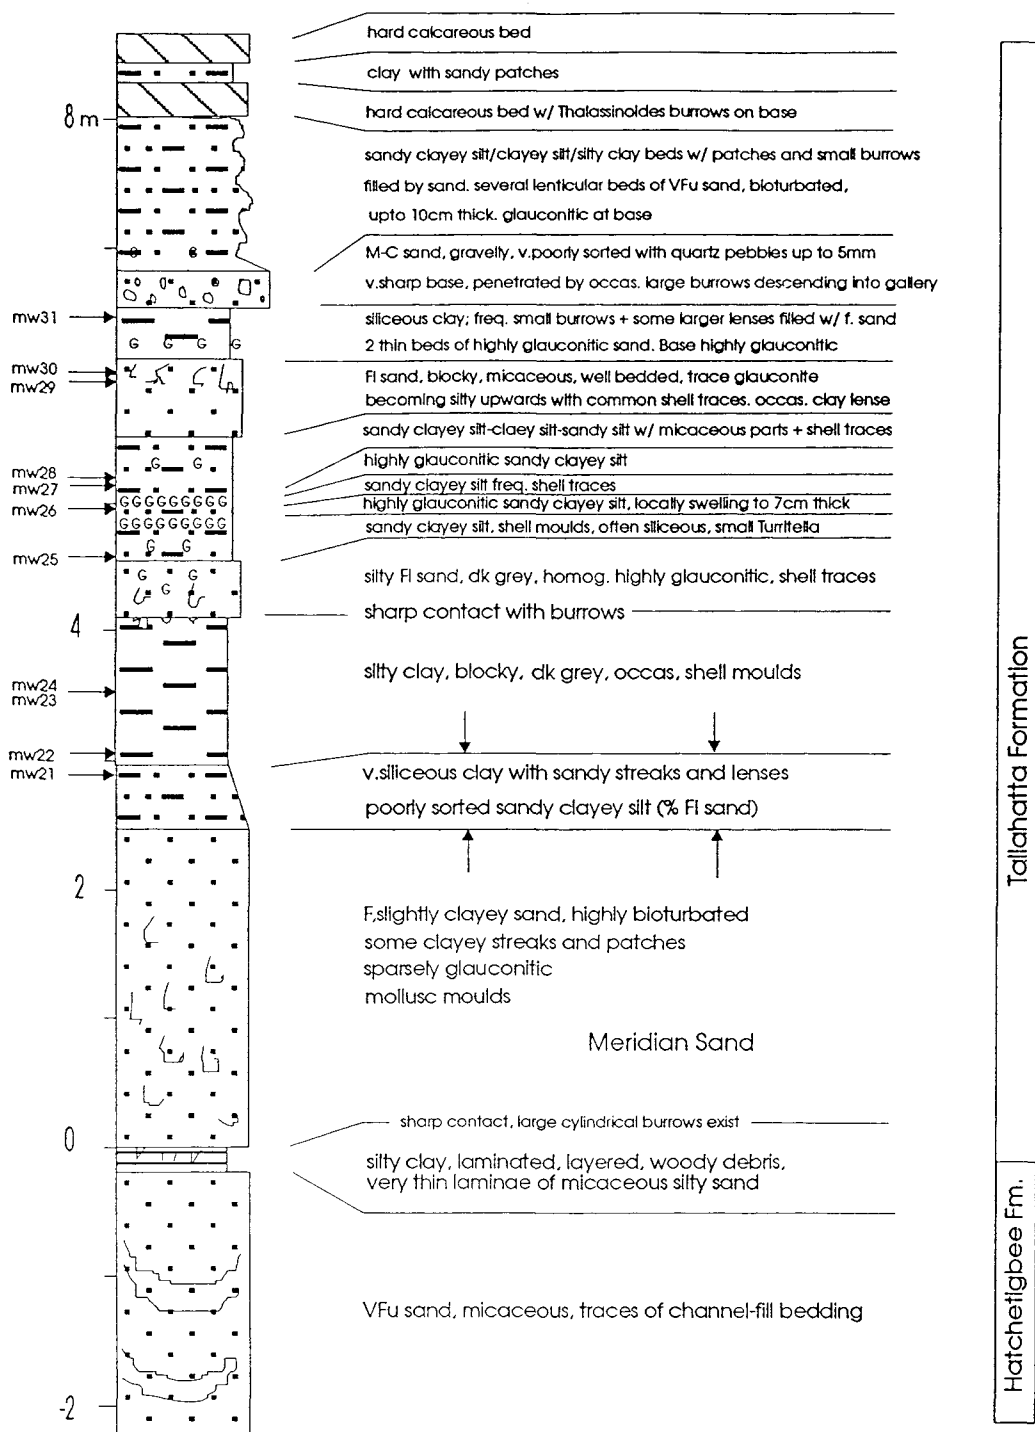 hard calcareous bed
clay with sandy patches
8 m
hard calcareous bed w/ Thalassinoides burrows on base
sandy clayey silt/clayey silt/silty clay beds w/ patches and small burrows
filled by sand. several lenticular beds of VFu sand, bioturbated,
upto 10cm thick. glauconitic at base
G G
M-C sand, gravelly, v.poorly sorted with quartz pebbles up to 5mm
v.sharp base, penetrated by occas. large burrows descending into gallery
mw31
siliceous clay; freq. small burrows + some larger lenses filled w/ f. sand
G G G G
2 thin beds of highly glauconitic sand. Base highly glauconitic
mw30
mw29
Fl sand, blocky, micaceous, well bedded, trace glauconite
becoming silty upwards with common shell traces. occas. clay lense
sandy clayey silt-claey silt-sandy silt w/ micaceous parts + shell traces
G G
highly glauconitic sandy clayey silt
mw28
mw27
sandy clayey silt freq. shell traces
GGGGGGGGGG
mw26
highly glauconitic sandy clayey silt, locally swelling to 7cm thick
GGGGGGGGGG
sandy clayey silt, shell moulds, often siliceous, small Turritella
G G
mw25
G G
G
silty Fl sand, dk grey, homog. highly glauconitic, shell traces
sharp contact with burrows
4
silty clay, blocky, dk grey, occas, shell moulds
mw24
mw23
mw22
mw21
v.siliceous clay with sandy streaks and lenses
poorly sorted sandy clayey silt (% Fl sand)
2
F,slightly clayey sand, highly bioturbated
some clayey streaks and patches
sparsely glauconitic
mollusc moulds
Meridian Sand
sharp contact, large cylindrical burrows exist
0
silty clay, laminated, layered, woody debris,
very thin laminae of micaceous silty sand
VFu sand, micaceous, traces of channel-fill bedding
-2
Tallahatta Formation
Hatchetigbee Fm.